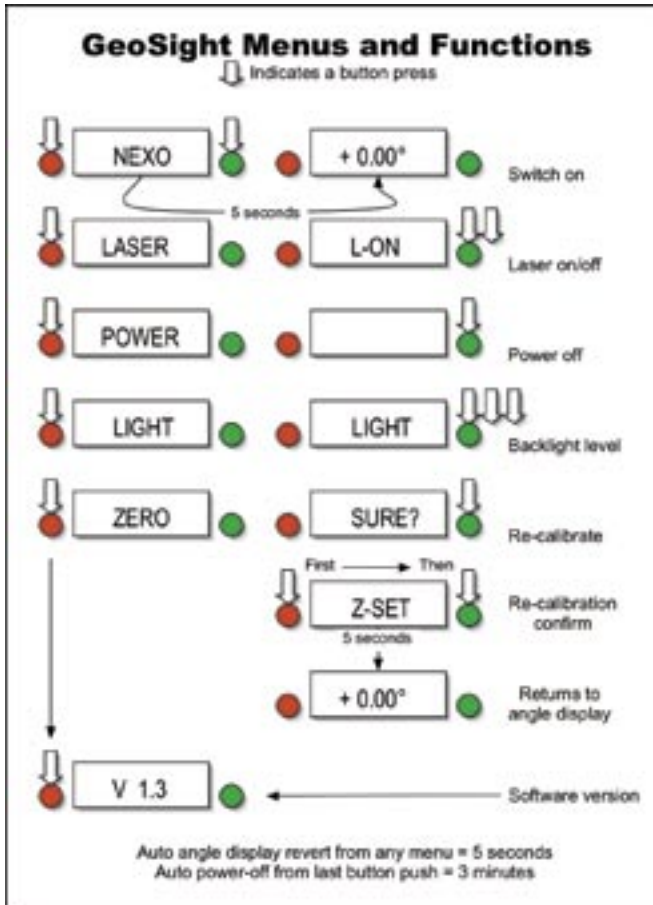 GeoSight Menus and Functions
Indicates a button press
NEXO
+ 0.00°
Switch on
5 seconds
LASER
L-ON
Laser on/off
POWER
Power off
LIGHT
LIGHT
Backlight level
ZERO
SURE?
Re-calibrate
First
Then
Z-SET
Re-calibration
confirm
5 seconds
+ 0.00°
Returns to
angle display
V 1.3
Software version
Auto angle display revert from any menu = 5 seconds
Auto power-off from last button push = 3 minutes